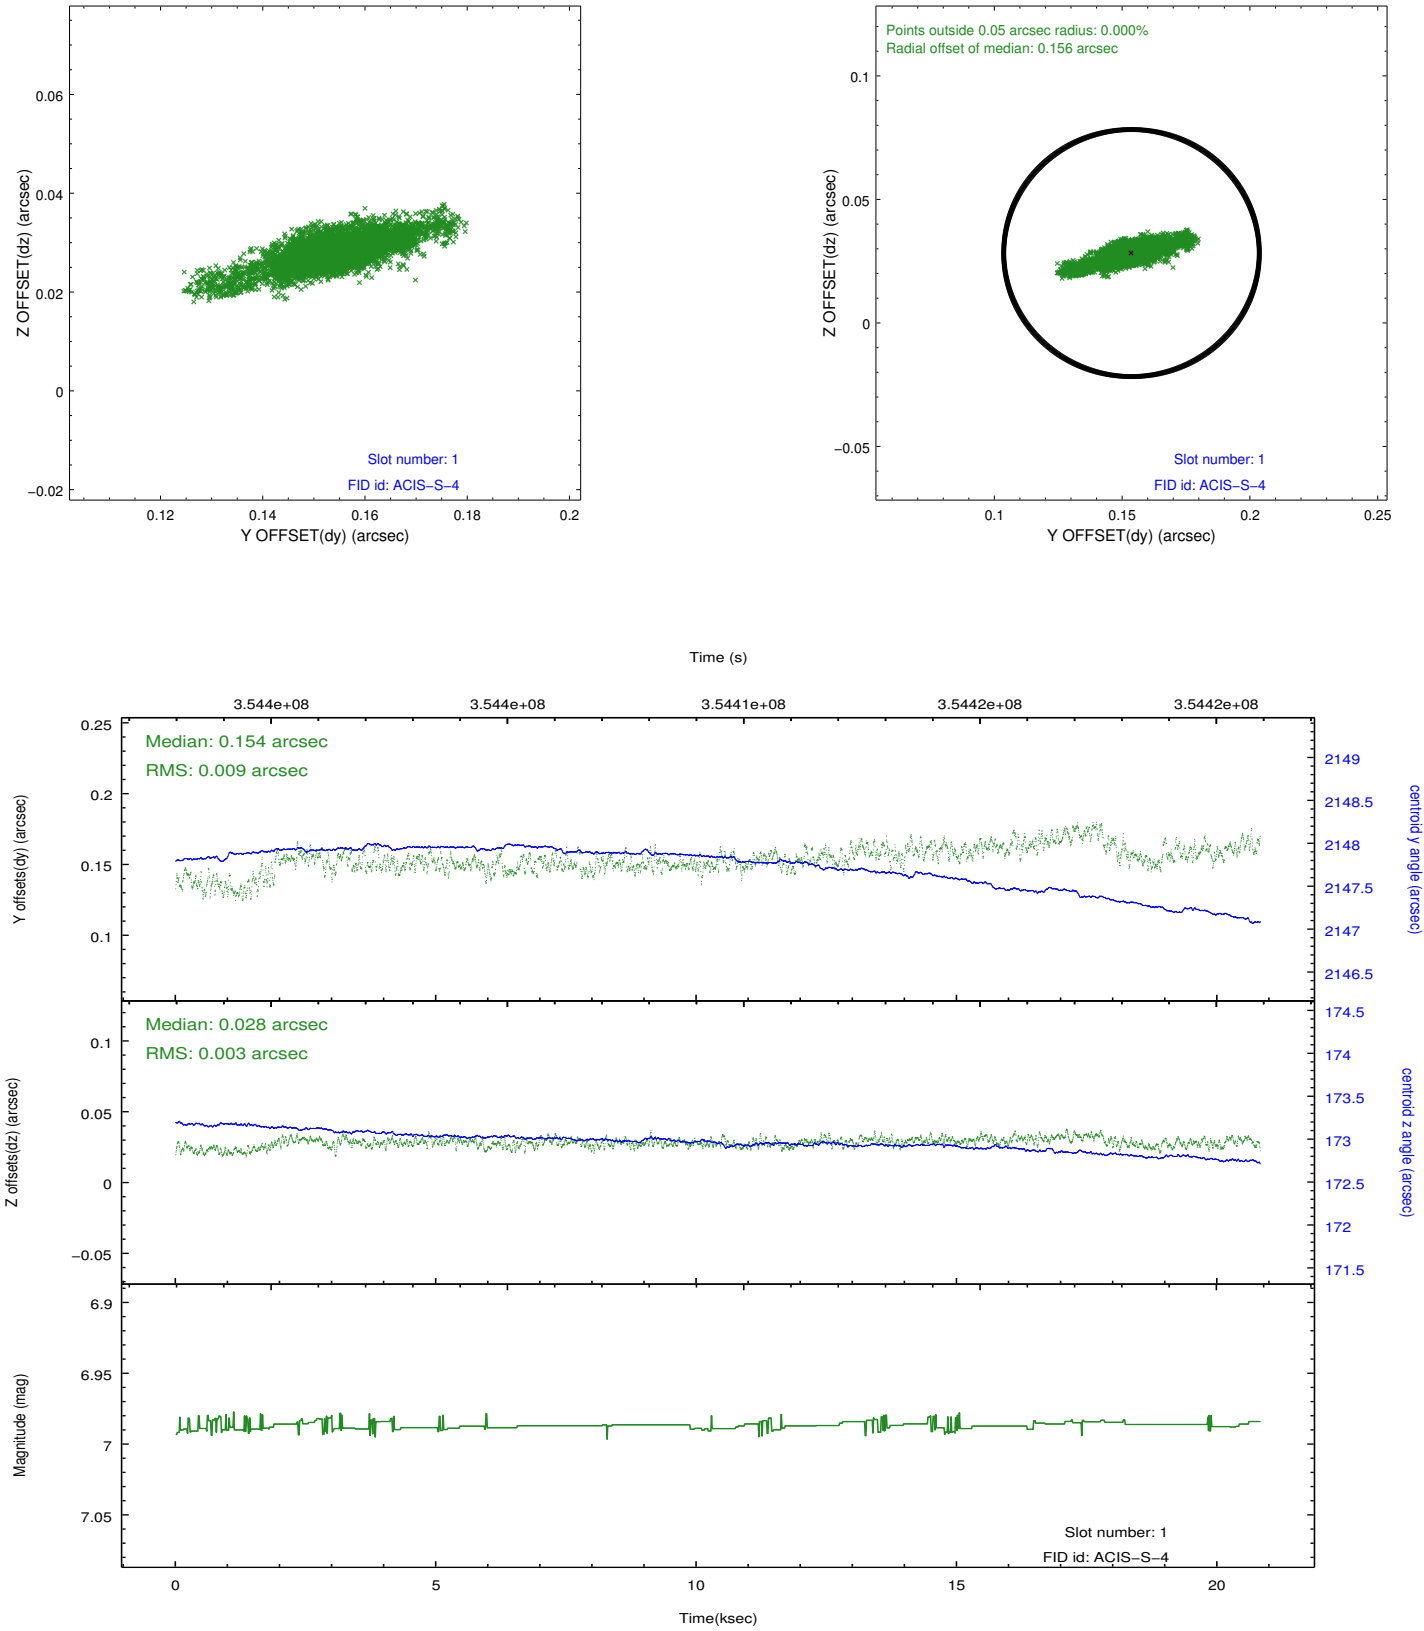 0.06
0.04
0.02
0
−0.02
Z OFFSET(dz) (arcsec)
Slot number: 1
FID id: ACIS−S−4
0.12 0.14 0.16 0.18 0.2
Y OFFSET(dy) (arcsec)
Points outside 0.05 arcsec radius: 0.000%
Radial offset of median: 0.156 arcsec
0.1
0.05
0
−0.05
Z OFFSET(dz) (arcsec)
Slot number: 1
FID id: ACIS−S−4
0.1 0.15 0.2 0.25
Y OFFSET(dy) (arcsec)
Time (s)
3.544e+08 3.544e+08 3.5441e+08 3.5442e+08 3.5442e+08
Median: 0.154 arcsec
RMS: 0.009 arcsec
0.25
0.2
0.15
0.1
Y offsets(dy) (arcsec)
2149
2148.5
2148
2147.5
2147
2146.5
centroid y angle (arcsec)
Median: 0.028 arcsec
RMS: 0.003 arcsec
0.1
0.05
0
−0.05
Z offsets(dz) (arcsec)
174.5
174
173.5
173
172.5
172
171.5
centroid z angle (arcsec)
6.9
6.95
7
7.05
Magnitude (mag)
Slot number: 1
FID id: ACIS−S−4
0 5 10 15 20
Time(ksec)